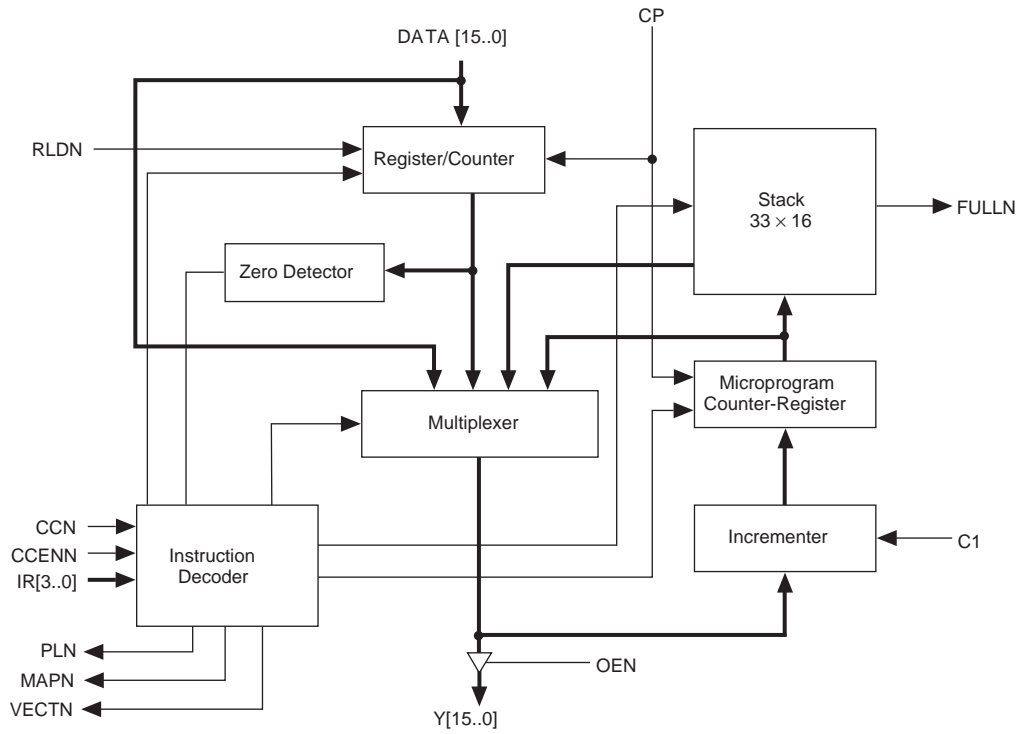 CP
DATA [15..0]
RLDN
Register/Counter
Stack
33 × 16
FULLN
Zero Detector
Microprogram
Counter-Register
Multiplexer
CCN
CCENN
IR[3..0]
Instruction
Decoder
Incrementer
C1
PLN
MAPN
VECTN
OEN
Y[15..0]